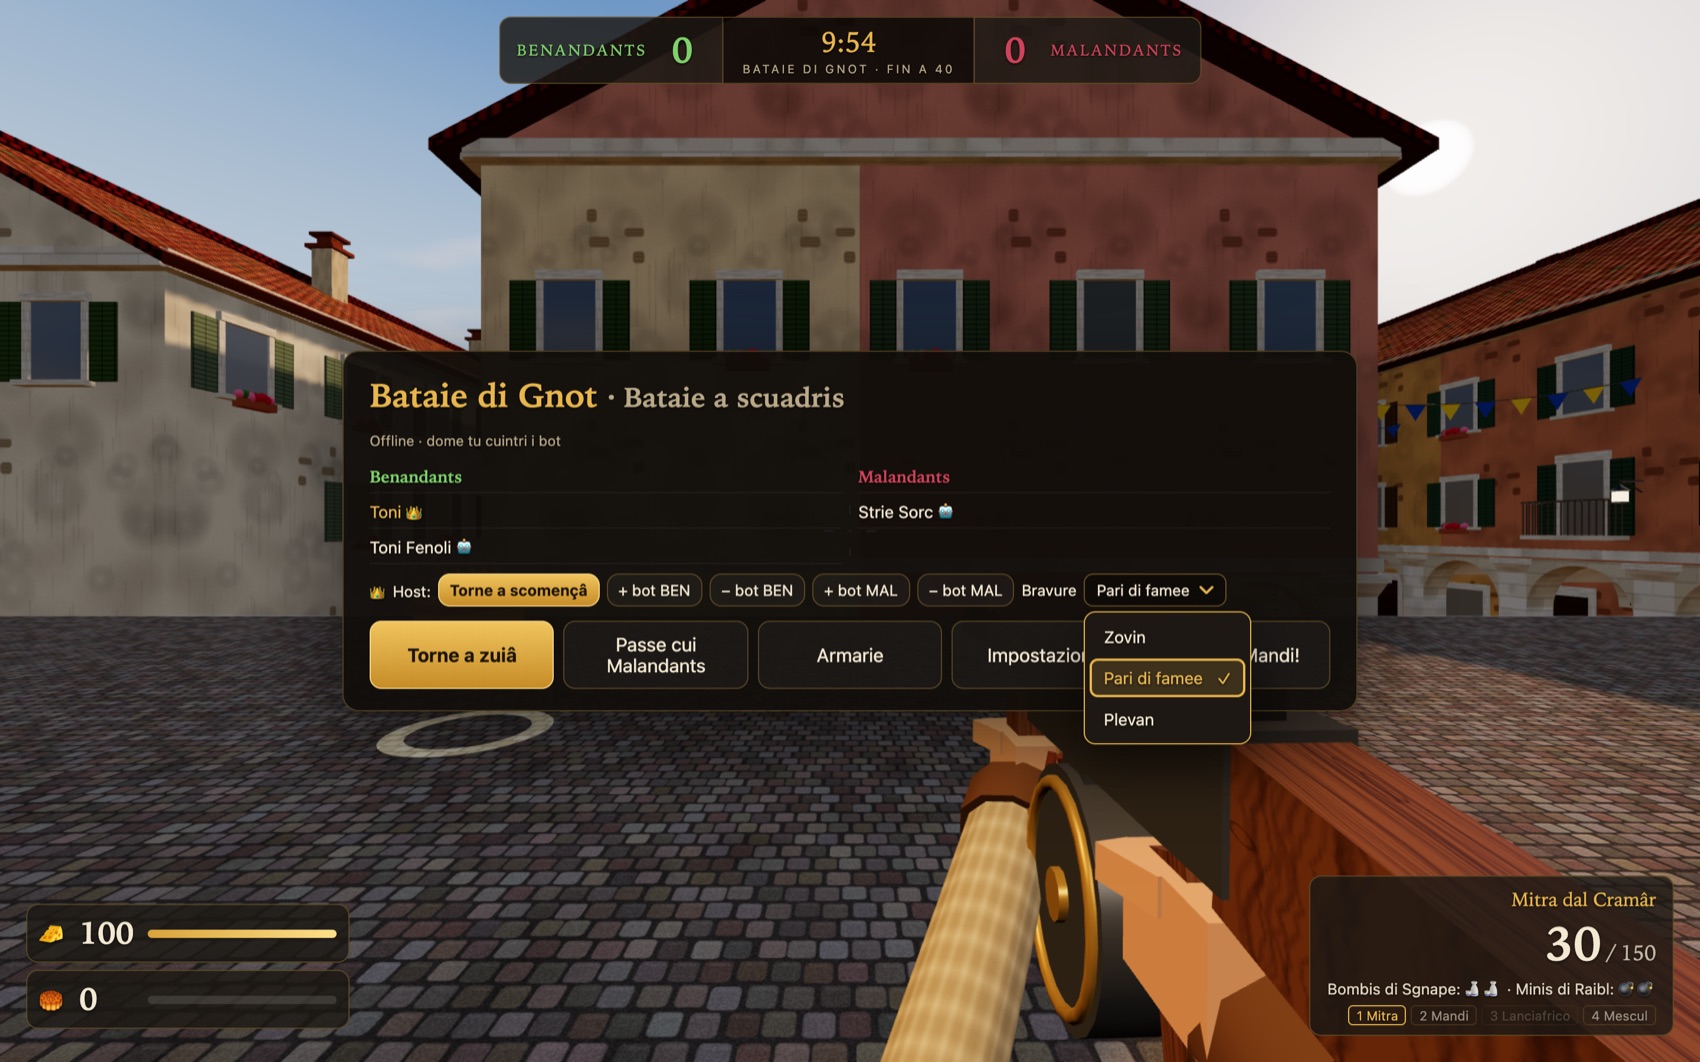 BENANDANTS 0
9:54
BATAIE DI GNOT · FIN A 40
0 MALANDANTS
Bataie di Gnot · Bataie a scuadris
Offline · dome tu cuintri i bot
Benandants
Malandants
Toni
Strie Sorc
Toni Fenoli
Host: Torne a scomençâ + bot BEN − bot BEN + bot MAL − bot MAL Bravure Pari di famee
Zovin
Pari di famee ✓
Plevan
Torne a zuiâ
Passe cui
Malandants
Armarie
Mandi!
100
0
Mitra dal Cramâr
30 / 150
Bombis di Sgnape: · Minis di Raibl:
1 Mitra 2 Mandi 3 Lanciafrico 4 Mescul